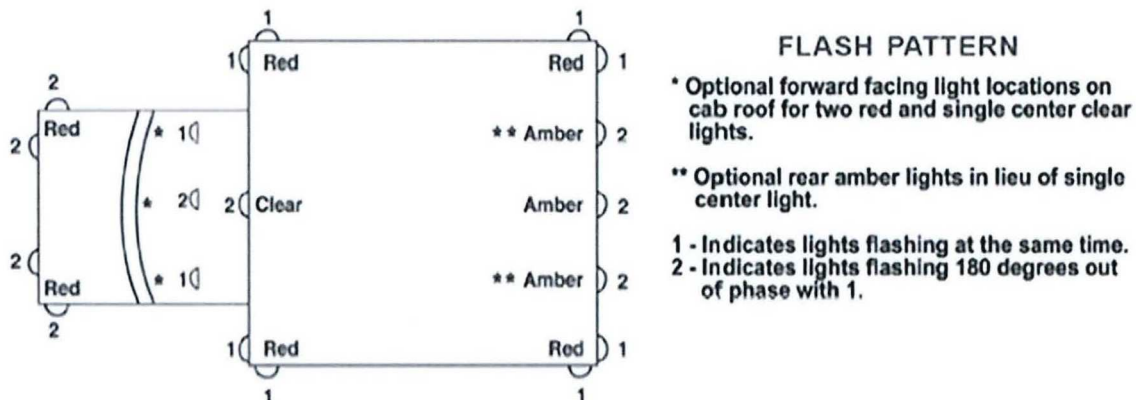 1 1
1 Red Red 1
2
Red
2
* 1
** Amber 2
* 2 2 Clear Amber 2
2
* 1
** Amber 2
Red
2
1 Red Red 1
1 1
FLASH PATTERN
* Optional forward facing light locations on
cab roof for two red and single center clear
lights.
** Optional rear amber lights in lieu of single
center light.
1 - Indicates lights flashing at the same time.
2 - Indicates lights flashing 180 degrees out
of phase with 1.